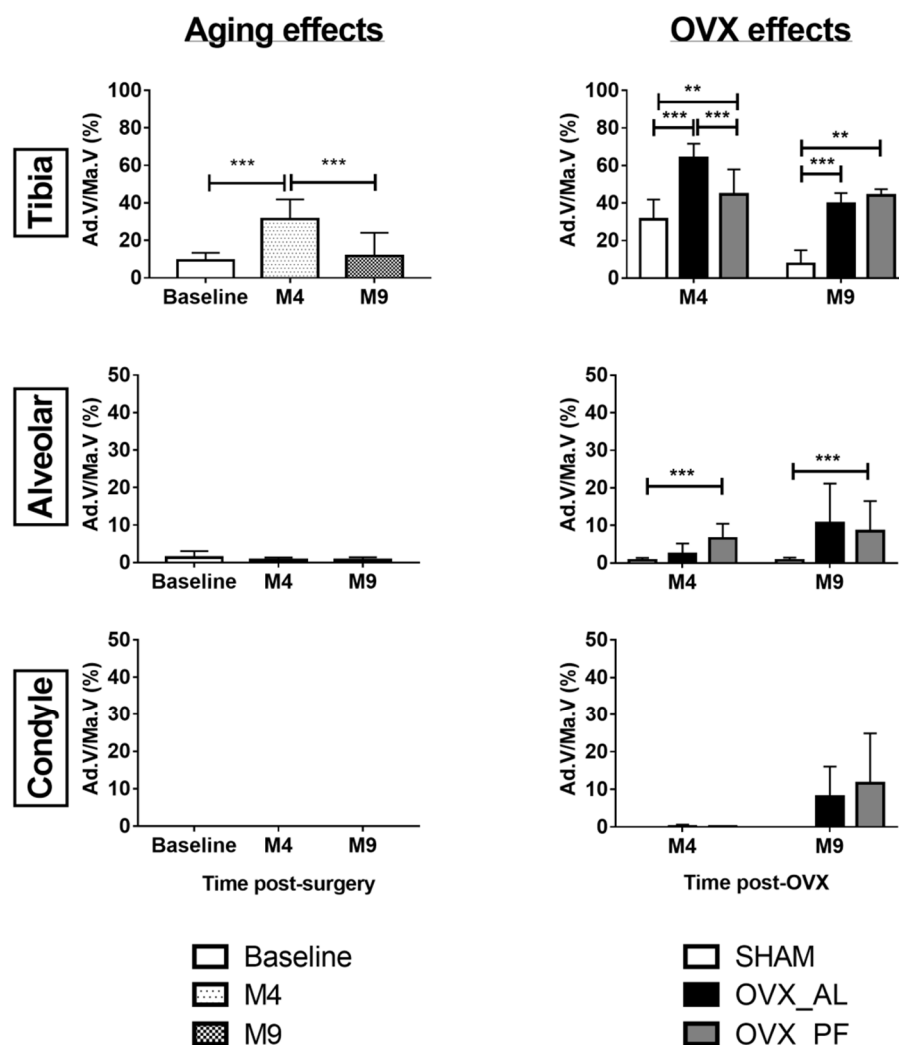 Aging effects
OVX effects
Tibia
Ad.V/Ma.V (%)
100
80
60
40
20
0
***
***
Baseline M4 M9
Ad.V/Ma.V (%)
100
80
60
40
20
0
**
*** ***
**
***
M4 M9
Alveolar
Ad.V/Ma.V (%)
50
40
30
20
10
0
Baseline M4 M9
Ad.V/Ma.V (%)
50
40
30
20
10
0
***
***
M4 M9
Condyle
Ad.V/Ma.V (%)
50
40
30
20
10
0
Baseline M4 M9
Time post-surgery
Ad.V/Ma.V (%)
50
40
30
20
10
0
M4 M9
Time post-OVX
Baseline
M4
M9
SHAM
OVX_AL
OVX_PF